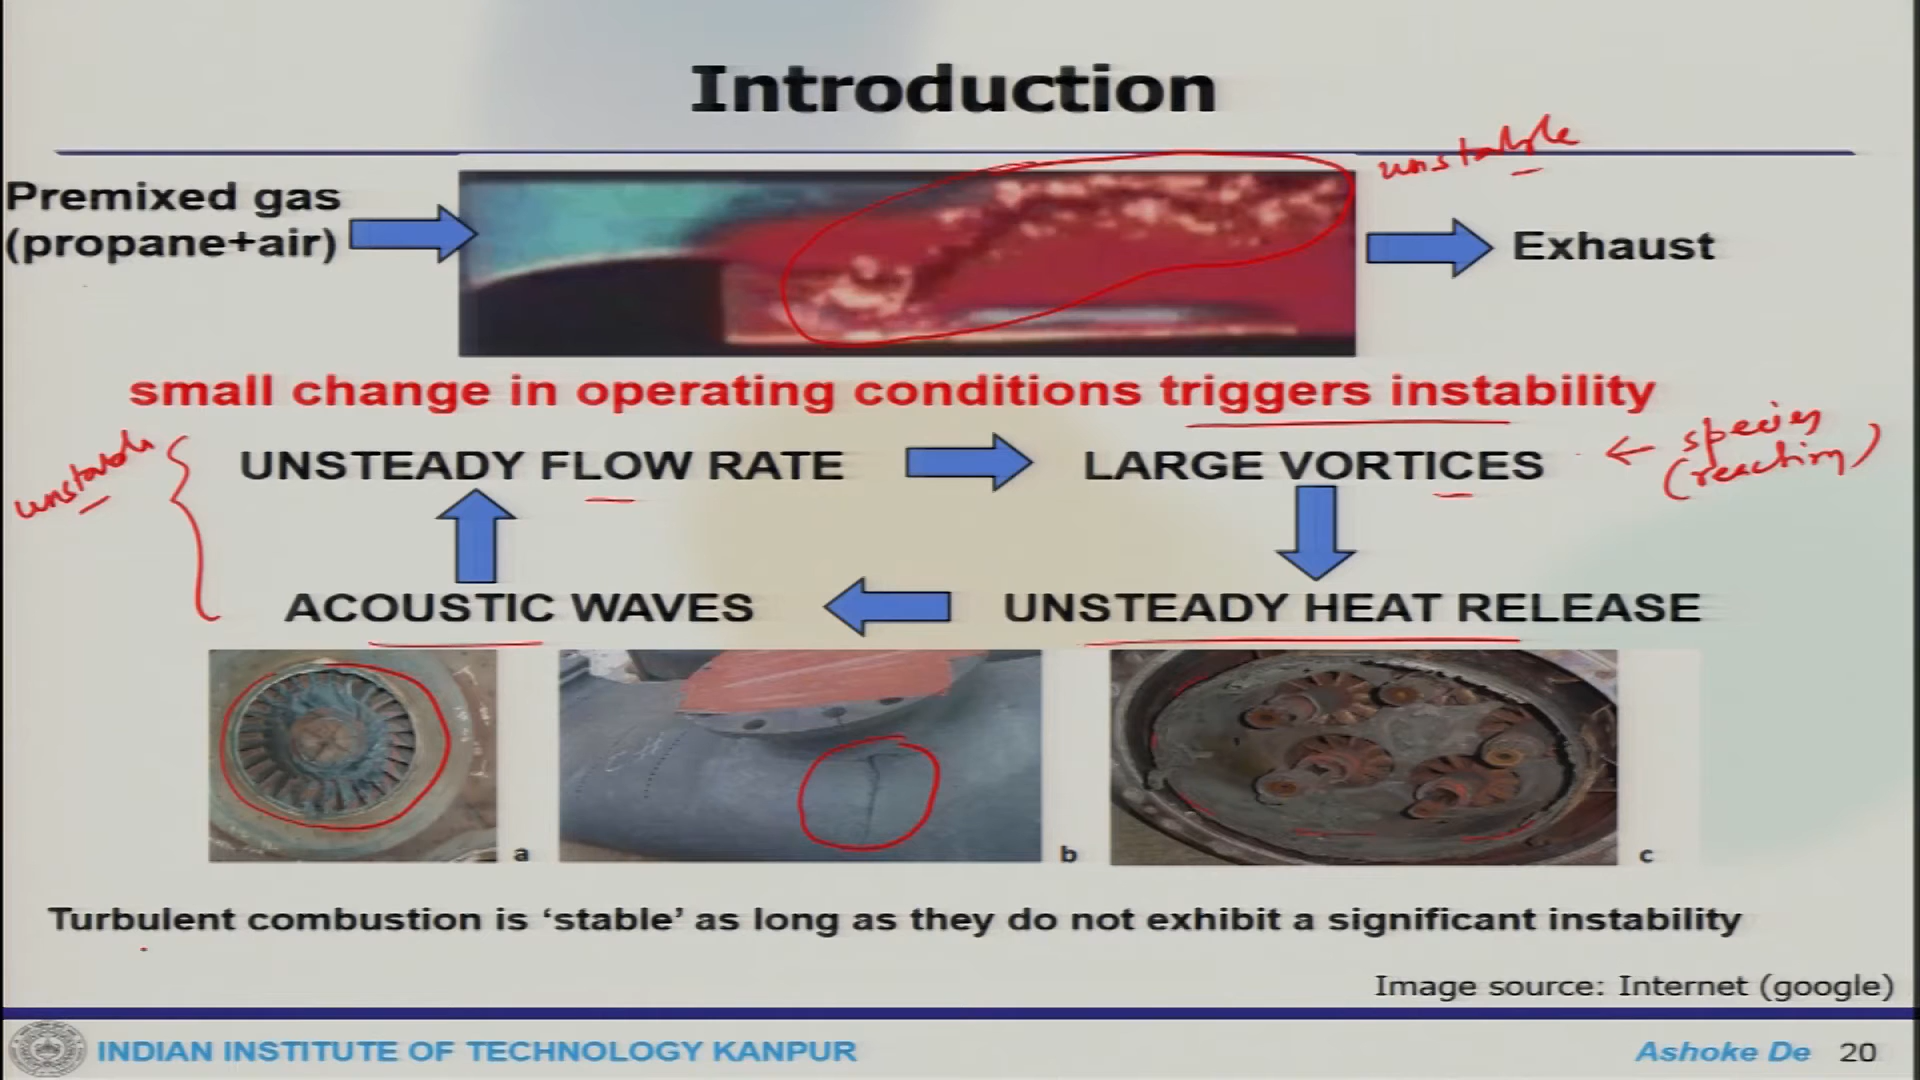 Introduction
unstable
Premixed gas
(propane+air)
Exhaust
small change in operating conditions triggers instability
unstable
UNSTEADY FLOW RATE
LARGE VORTICES
← species
(reaction)
ACOUSTIC WAVES
UNSTEADY HEAT RELEASE
a
b
c
Turbulent combustion is ‘stable’ as long as they do not exhibit a significant instability
Image source: Internet (google)
INDIAN INSTITUTE OF TECHNOLOGY KANPUR
Ashoke De 20